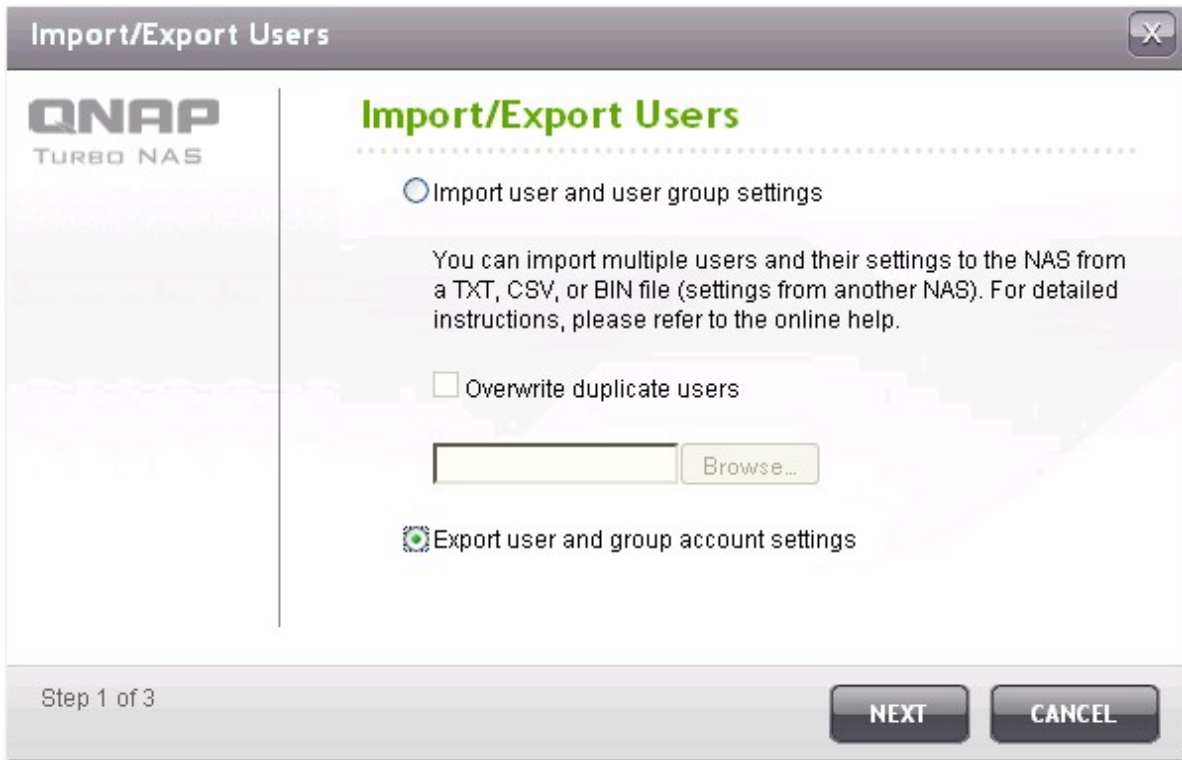 Import/Export Users
X
QNAP
TURBO NAS
Import/Export Users
Import user and user group settings
You can import multiple users and their settings to the NAS from
a TXT, CSV, or BIN file (settings from another NAS). For detailed
instructions, please refer to the online help.
Overwrite duplicate users
Browse...
Export user and group account settings
Step 1 of 3
NEXT
CANCEL